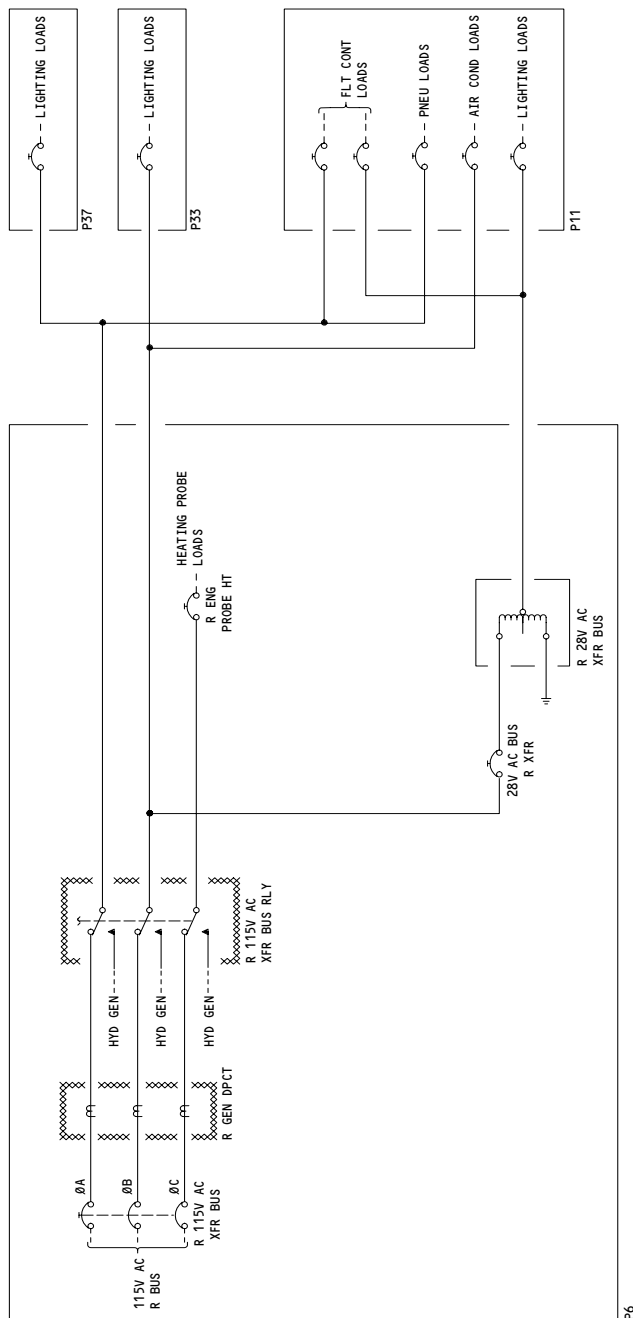 115V AC
R BUS
ØA
ØB
ØC
R 115V AC
XFR BUS
R GEN DPCT
HYD GEN
HYD GEN
HYD GEN
R 115V AC
XFR BUS RLY
28V AC BUS
R XFR
R 28V AC
XFR BUS
R ENG
PROBE HT
HEATING PROBE
LOADS
P6
P37
LIGHTING LOADS
P33
LIGHTING LOADS
FLT CONT
LOADS
PNEU LOADS
AIR COND LOADS
LIGHTING LOADS
P11